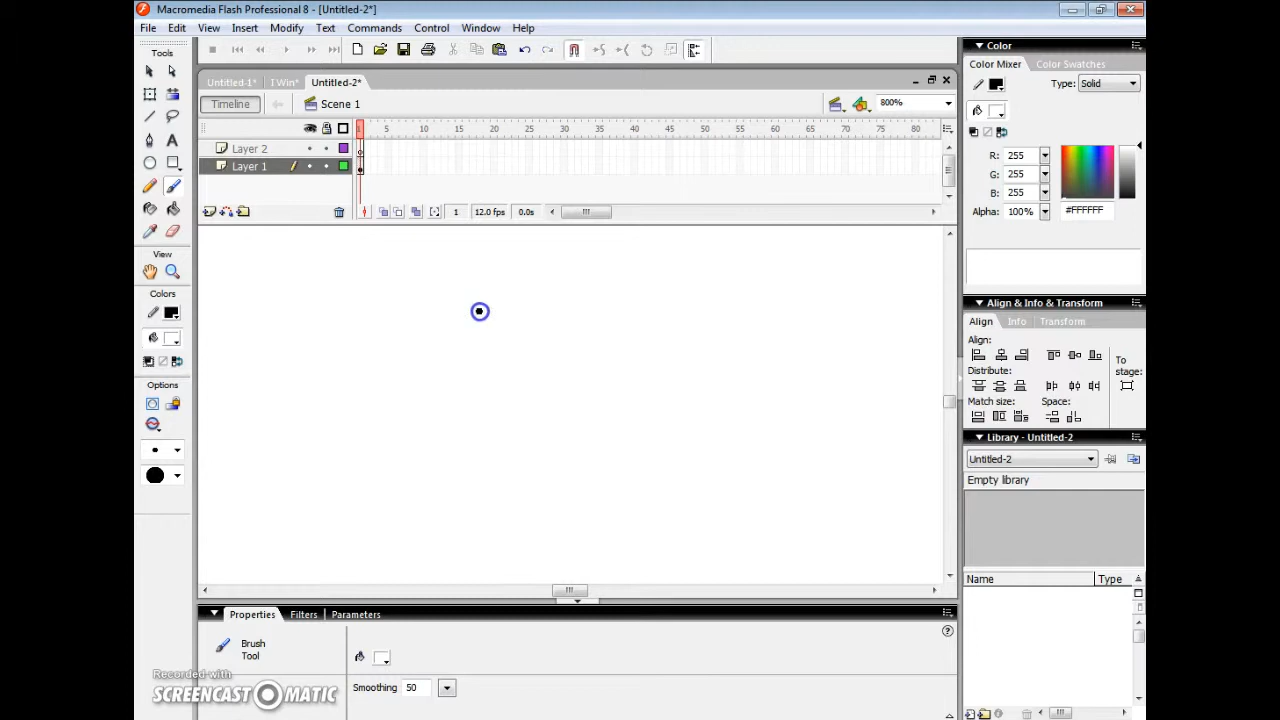 Macromedia Flash Professional 8 - [Untitled-2*]
File Edit View Insert Modify Text Commands Control Window Help
Tools
Untitled-1* TWin* Untitled-2*
Timeline Scene 1 800%
1 5 10 15 20 25 30 35 40 45 50 55 60 65 70 75 80
Layer 2
Layer 1
1 12.0 fps 0.0s
View
Colors
Options
Properties Filters Parameters
Brush
Tool
Smoothing 50
Recorded with
SCREENCAST MATIC
Color
Color Mixer Color Swatches Type: Solid
R: 255
G: 255
B: 255
Alpha: 100% #FFFFFF
Align & Info & Transform
Align Info Transform
Align:
To
stage:
Distribute:
Match size: Space:
Library - Untitled-2
Untitled-2
Empty library
Name Type